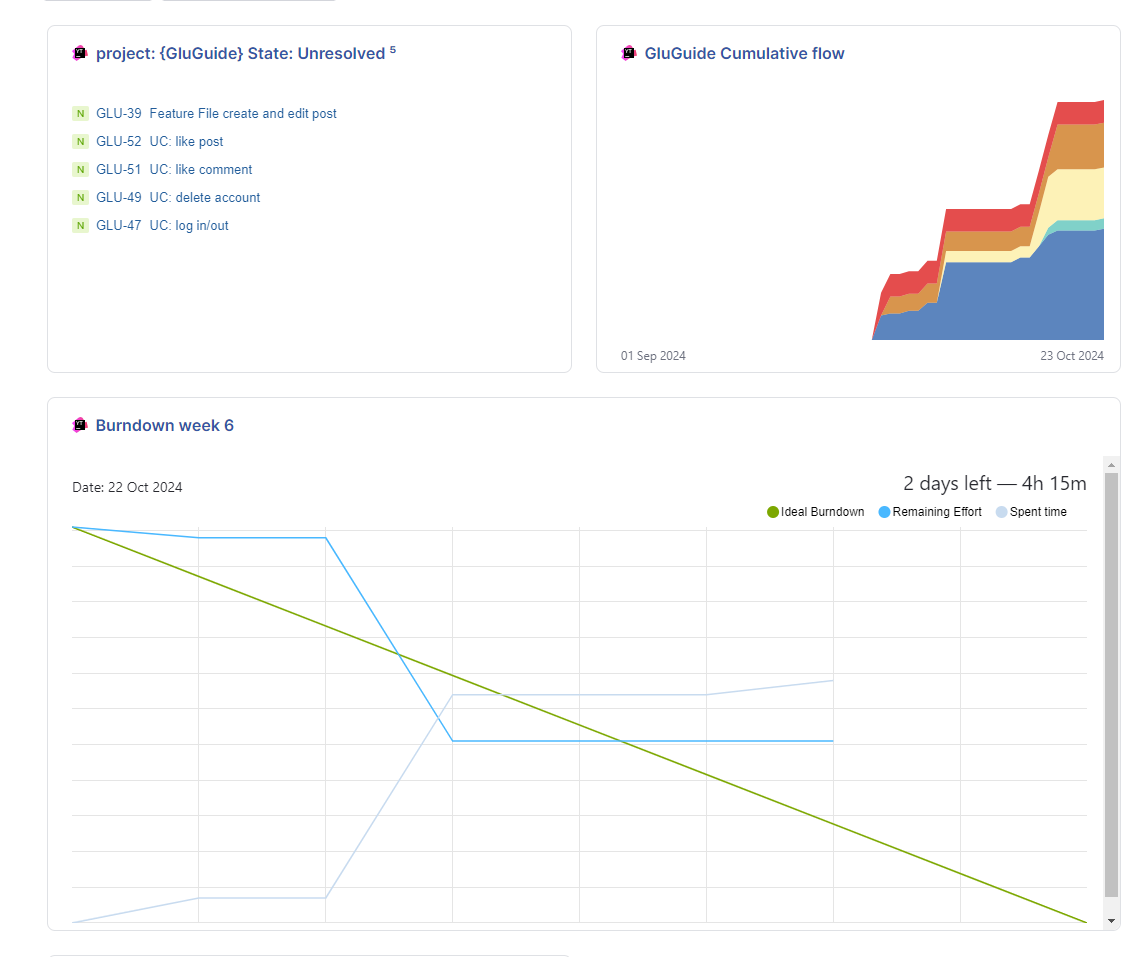 project: {GluGuide} State: Unresolved 5
N GLU-39 Feature File create and edit post
N GLU-52 UC: like post
N GLU-51 UC: like comment
N GLU-49 UC: delete account
N GLU-47 UC: log in/out
GluGuide Cumulative flow
01 Sep 2024 23 Oct 2024
Burndown week 6
Date: 22 Oct 2024
2 days left — 4h 15m
Ideal Burndown Remaining Effort Spent time